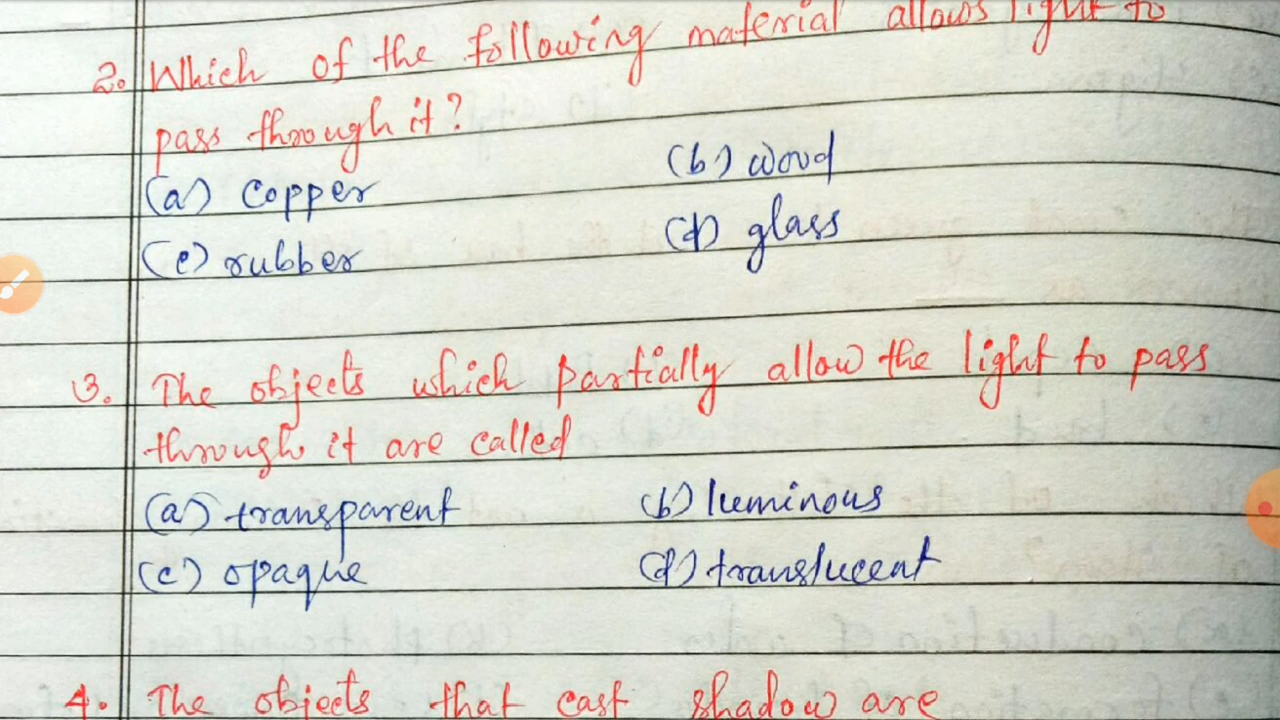 2. Which of the following material allows light to
pass through it?
(a) copper (b) wood
(c) rubber (d) glass
3. The objects which partially allow the light to pass
through it are called
(a) transparent (b) luminous
(c) opaque (d) translucent
4. The objects that cast shadow are